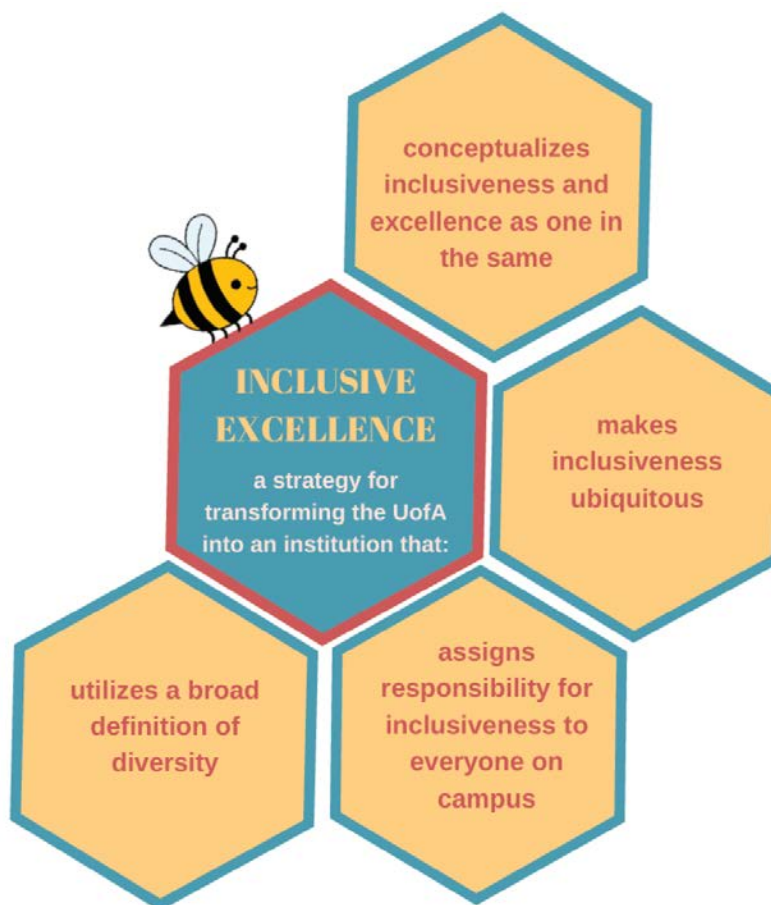 INCLUSIVE
EXCELLENCE
a strategy for
transforming the UofA
into an institution that:
conceptualizes
inclusiveness and
excellence as one in
the same
makes
inclusiveness
ubiquitous
assigns
responsibility for
inclusiveness to
everyone on
campus
utilizes a broad
definition of
diversity